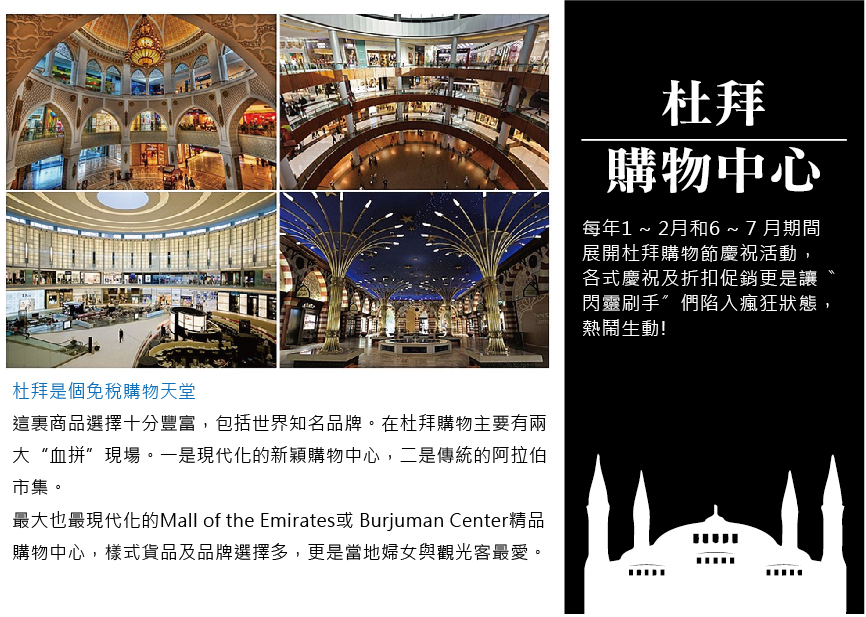 杜拜
購物中心
每年1 ~ 2月和6 ~ 7 月期間
展開杜拜購物節慶祝活動，
各式慶祝及折扣促銷更是讓〝
閃靈刷手〞們陷入瘋狂狀態，
熱鬧生動!
杜拜是個免稅購物天堂
這裏商品選擇十分豐富，包括世界知名品牌。在杜拜購物主要有兩
大“血拼”現場。一是現代化的新穎購物中心，二是傳統的阿拉伯
市集。
最大也最現代化的Mall of the Emirates或 Burjuman Center精品
購物中心，樣式貨品及品牌選擇多，更是當地婦女與觀光客最愛。